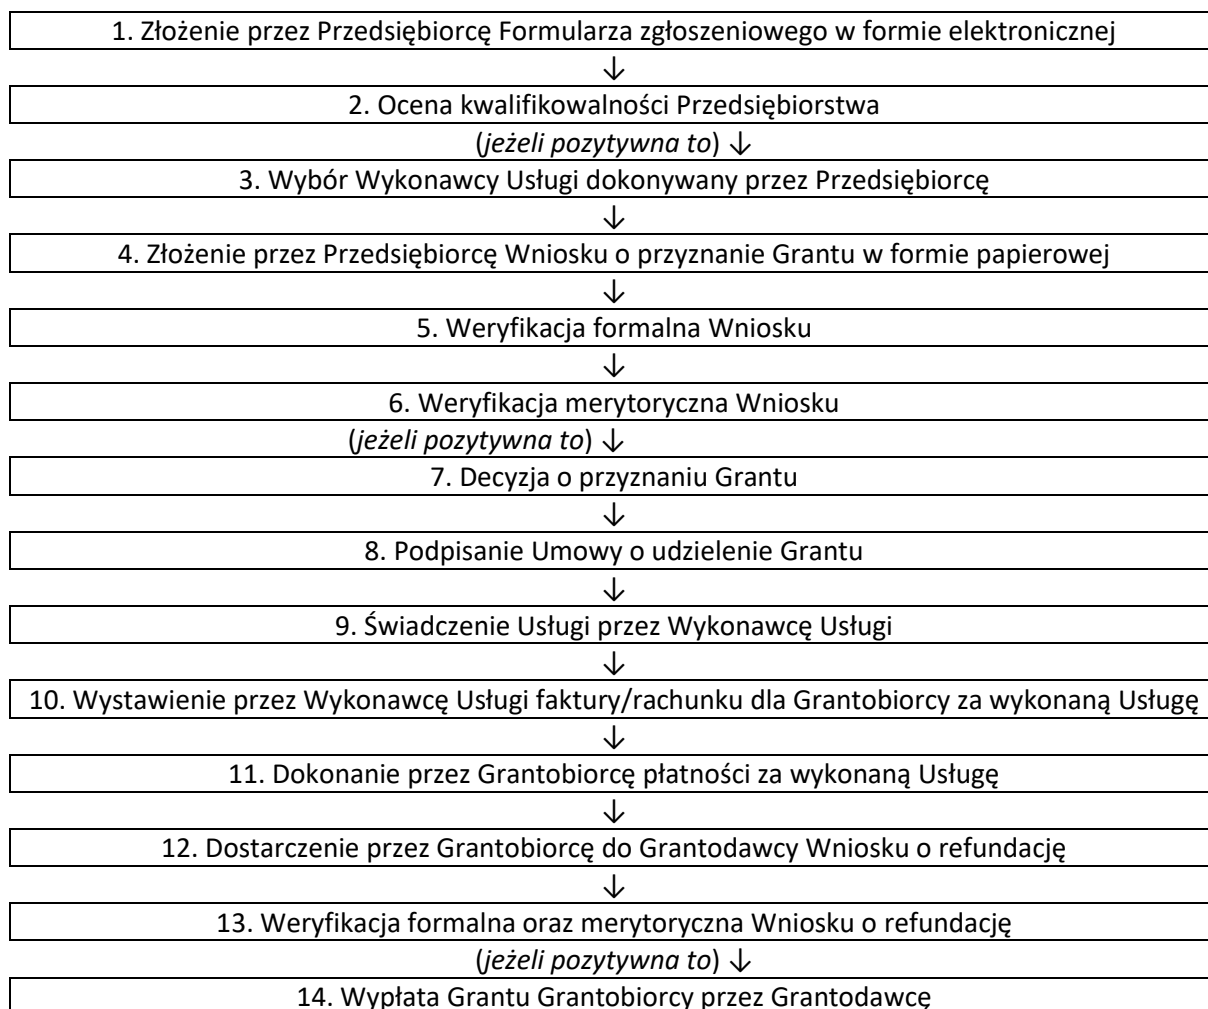 1. Złożenie przez Przedsiębiorcę Formularza zgłoszeniowego w formie elektronicznej
↓
2. Ocena kwalifikowalności Przedsiębiorstwa
(jeżeli pozytywna to) ↓
3. Wybór Wykonawcy Usługi dokonywany przez Przedsiębiorcę
↓
4. Złożenie przez Przedsiębiorcę Wniosku o przyznanie Grantu w formie papierowej
↓
5. Weryfikacja formalna Wniosku
↓
6. Weryfikacja merytoryczna Wniosku
(jeżeli pozytywna to) ↓
7. Decyzja o przyznaniu Grantu
↓
8. Podpisanie Umowy o udzielenie Grantu
↓
9. Świadczenie Usługi przez Wykonawcę Usługi
↓
10. Wystawienie przez Wykonawcę Usługi faktury/rachunku dla Grantobiorcy za wykonaną Usługę
↓
11. Dokonanie przez Grantobiorcę płatności za wykonaną Usługę
↓
12. Dostarczenie przez Grantobiorcę do Grantodawcy Wniosku o refundację
↓
13. Weryfikacja formalna oraz merytoryczna Wniosku o refundację
(jeżeli pozytywna to) ↓
14. Wypłata Grantu Grantobiorcy przez Grantodawcę